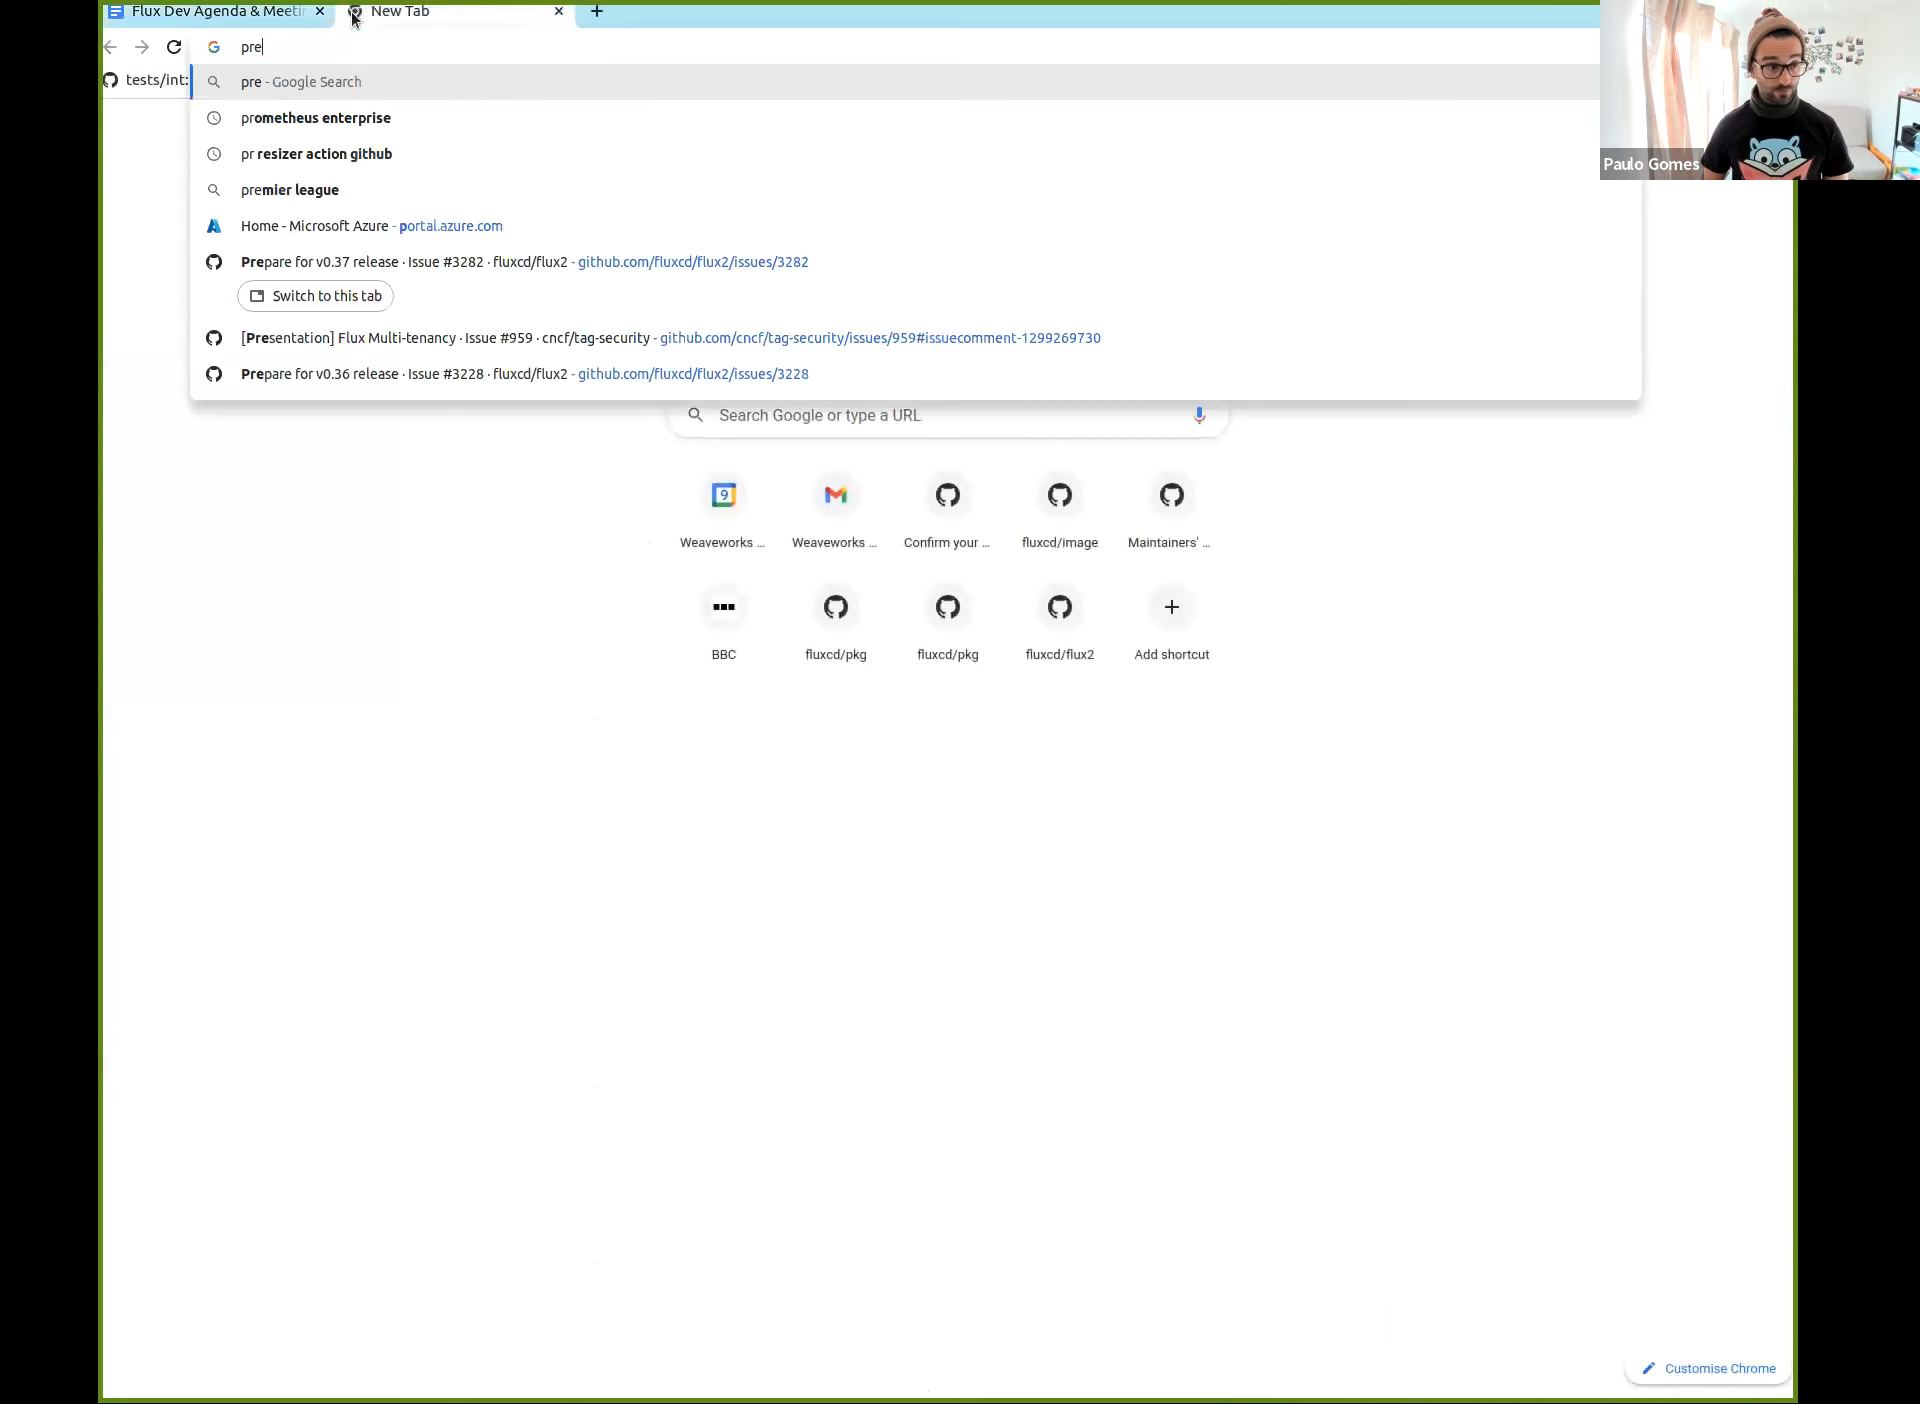 Flux Dev Agenda & Meeti
New Tab
pre
tests/int:
pre - Google Search
prometheus enterprise
pr resizer action github
premier league
Home - Microsoft Azure - portal.azure.com
Prepare for v0.37 release · Issue #3282 · fluxcd/flux2 - github.com/fluxcd/flux2/issues/3282
Switch to this tab
[Presentation] Flux Multi-tenancy · Issue #959 · cncf/tag-security - github.com/cncf/tag-security/issues/959#issuecomment-1299269730
Prepare for v0.36 release · Issue #3228 · fluxcd/flux2 - github.com/fluxcd/flux2/issues/3228
Paulo Gomes
Search Google or type a URL
9
Weaveworks ... Weaveworks ... Confirm your ... fluxcd/image Maintainers' ...
BBC fluxcd/pkg fluxcd/pkg fluxcd/flux2 Add shortcut
Customise Chrome